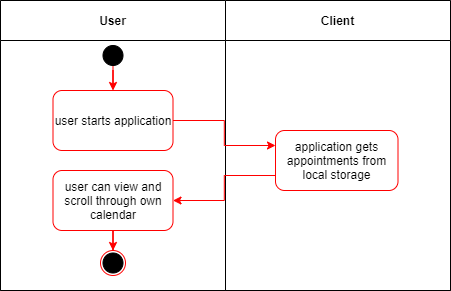 User
Client
user starts application
application gets
appointments from
local storage
user can view and
scroll through own
calendar